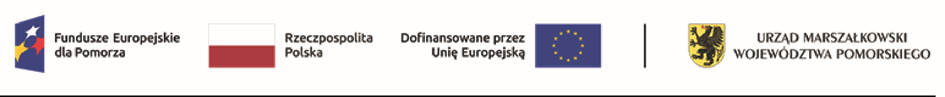 Fundusze Europejskie
dla Pomorza
Rzeczpospolita
Polska
Dofinansowane przez
Unię Europejską
URZĄD MARSZAŁKOWSKI
WOJEWÓDZTWA POMORSKIEGO